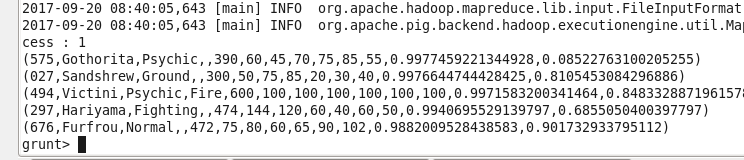 2017-09-20 08:40:05,643 [main] INFO  org.apache.hadoop.mapreduce.lib.input.FileInputFormat
2017-09-20 08:40:05,643 [main] INFO  org.apache.pig.backend.hadoop.executionengine.util.Map
cess : 1
(575,Gothorita,Psychic,,390,60,45,70,75,85,55,0.9977459221344928,0.08522763100205255)
(027,Sandshrew,Ground,,300,50,75,85,20,30,40,0.9976644744428425,0.8105453084296886)
(494,Victini,Psychic,Fire,600,100,100,100,100,100,100,0.9971583200341464,0.8483328871961578
(297,Hariyama,Fighting,,474,144,120,60,40,60,50,0.9940695529139797,0.6855050400397797)
(676,Furfrou,Normal,,472,75,80,60,65,90,102,0.9882009528438583,0.901732933795112)
grunt>